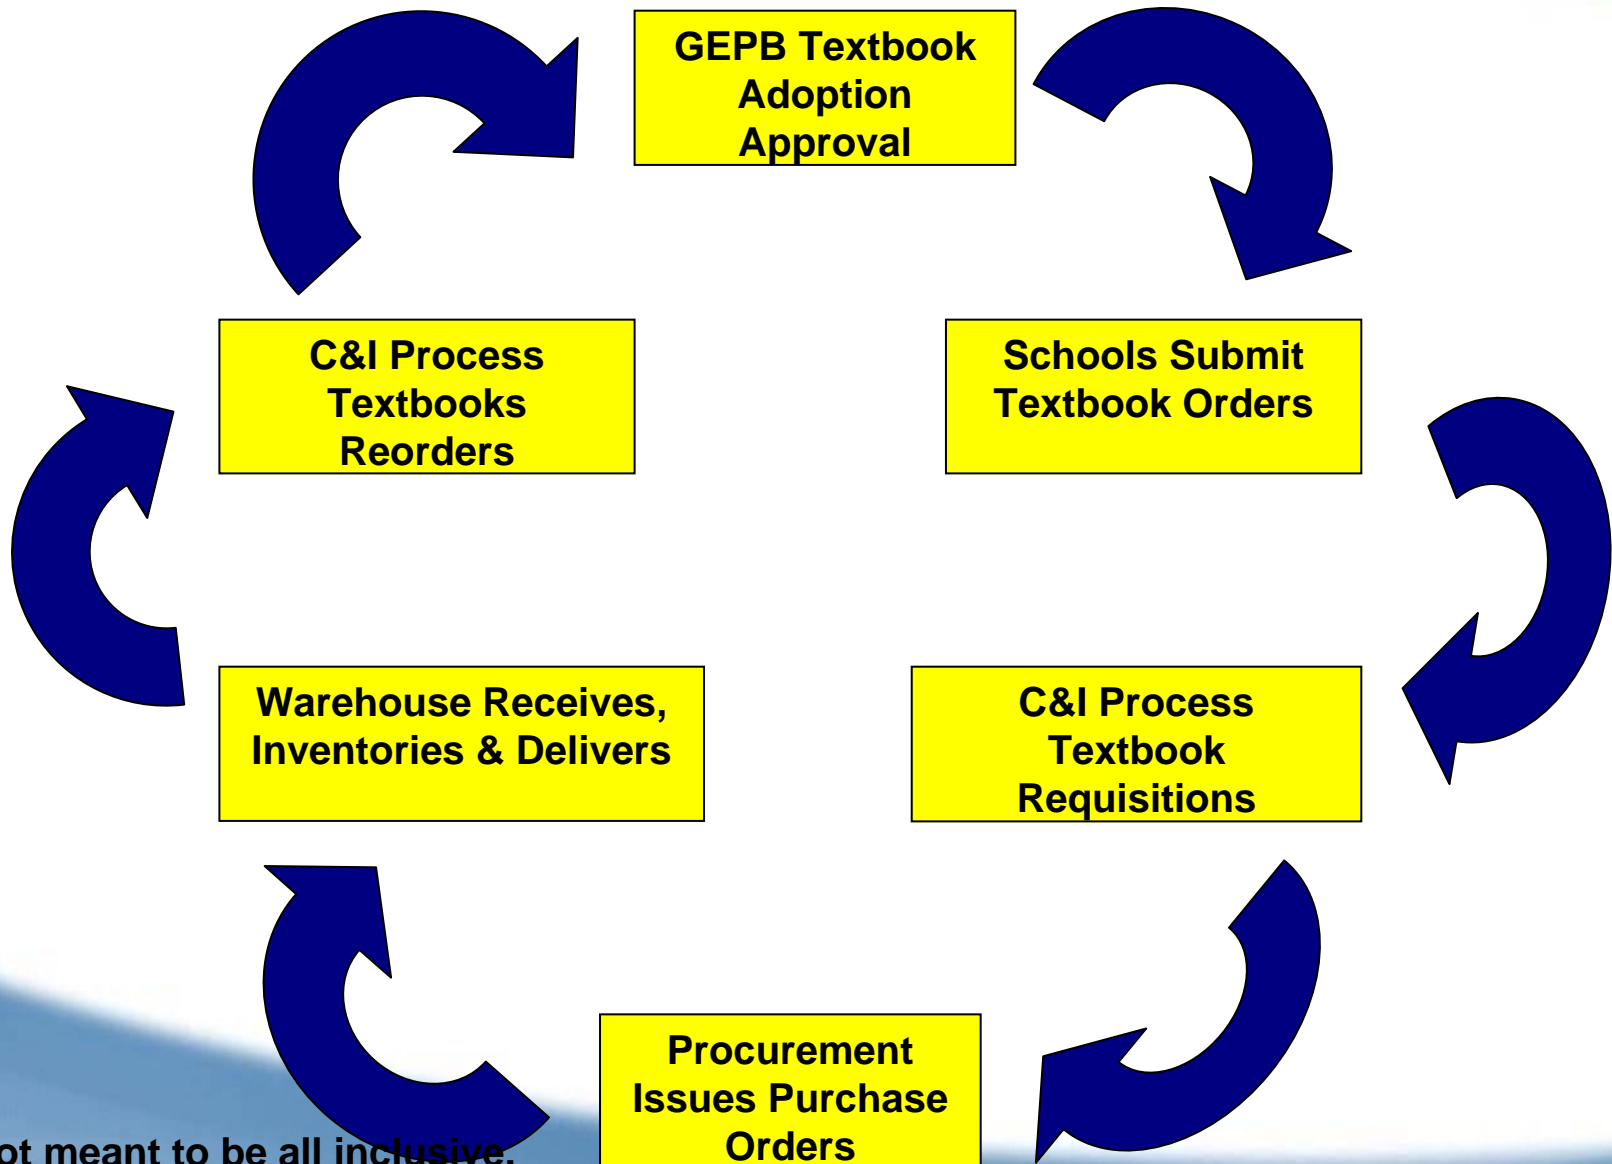 GEPB Textbook
Adoption
Approval
C&I Process
Textbooks
Reorders
Schools Submit
Textbook Orders
Warehouse Receives,
Inventories & Delivers
C&I Process
Textbook
Requisitions
Procurement
Issues Purchase
Orders
meant to be all inclusive.